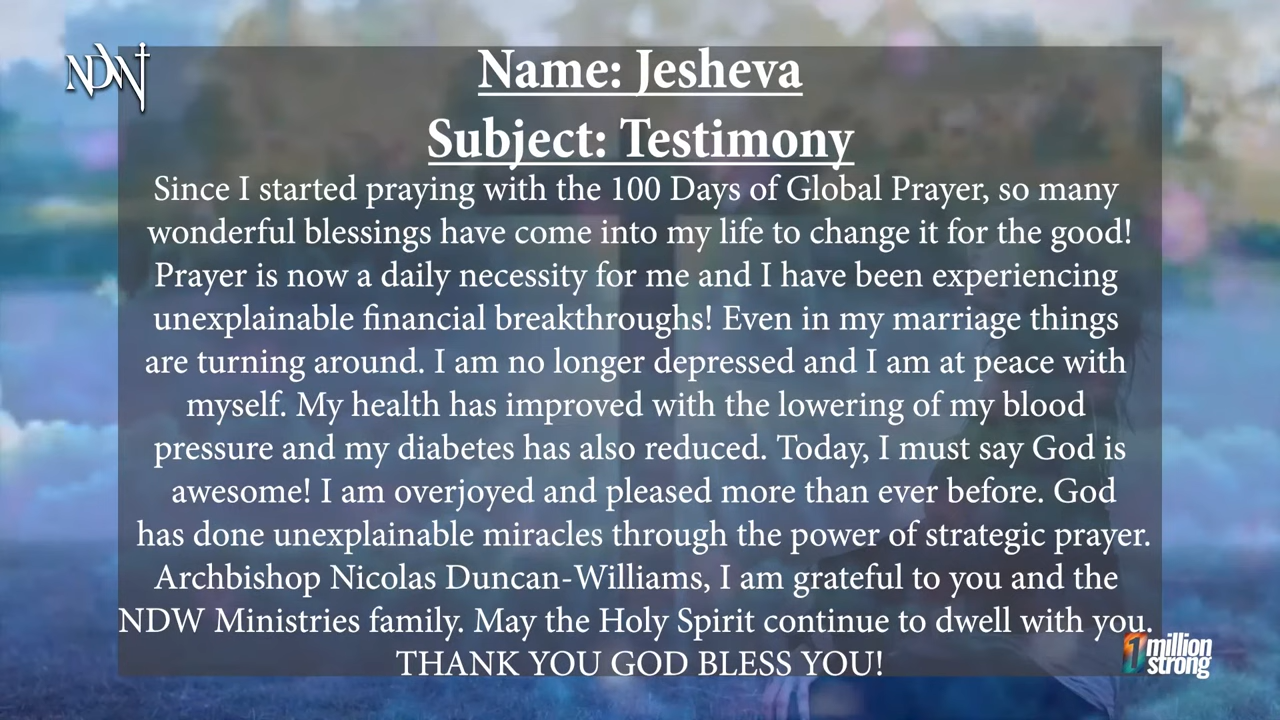 NDW
Name: Jesheva
Subject: Testimony
Since I started praying with the 100 Days of Global Prayer, so many
wonderful blessings have come into my life to change it for the good!
Prayer is now a daily necessity for me and I have been experiencing
unexplainable financial breakthroughs! Even in my marriage things
are turning around. I am no longer depressed and I am at peace with
myself. My health has improved with the lowering of my blood
pressure and my diabetes has also reduced. Today, I must say God is
awesome! I am overjoyed and pleased more than ever before. God
has done unexplainable miracles through the power of strategic prayer.
Archbishop Nicolas Duncan-Williams, I am grateful to you and the
NDW Ministries family. May the Holy Spirit continue to dwell with you.
THANK YOU GOD BLESS YOU!
1 million
strong